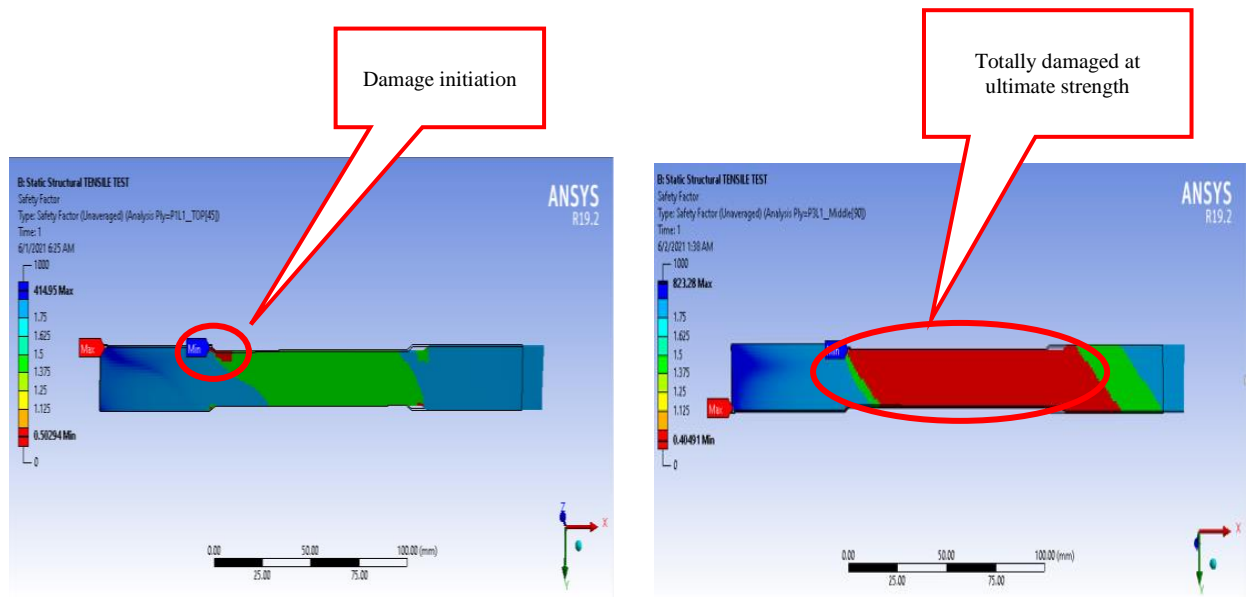 Damage initiation
Totally damaged at
ultimate strength
B: Static Structural TENSILE TEST
Safety Factor
Type: Safety Factor (Unaveraged) (Analysis Ply=P1L1__TOP[45])
Time: 1
6/1/2021 6:25 AM
1000
414.95 Max
1.75
1.625
1.5
1.375
1.25
1.125
0.50294 Min
0
ANSYS
R19.2
Max
Min
0.00
50.00
100.00 (mm)
25.00
75.00
Z
X
Y
B: Static Structural TENSILE TEST
Safety Factor
Type: Safety Factor (Unaveraged) (Analysis Ply=P3L1__Middle[90])
Time: 1
6/2/2021 1:38 AM
1000
823.28 Max
1.75
1.625
1.5
1.375
1.25
1.125
0.40491 Min
0
ANSYS
R19.2
Min
Max
0.00
50.00
100.00 (mm)
25.00
75.00
X
Y